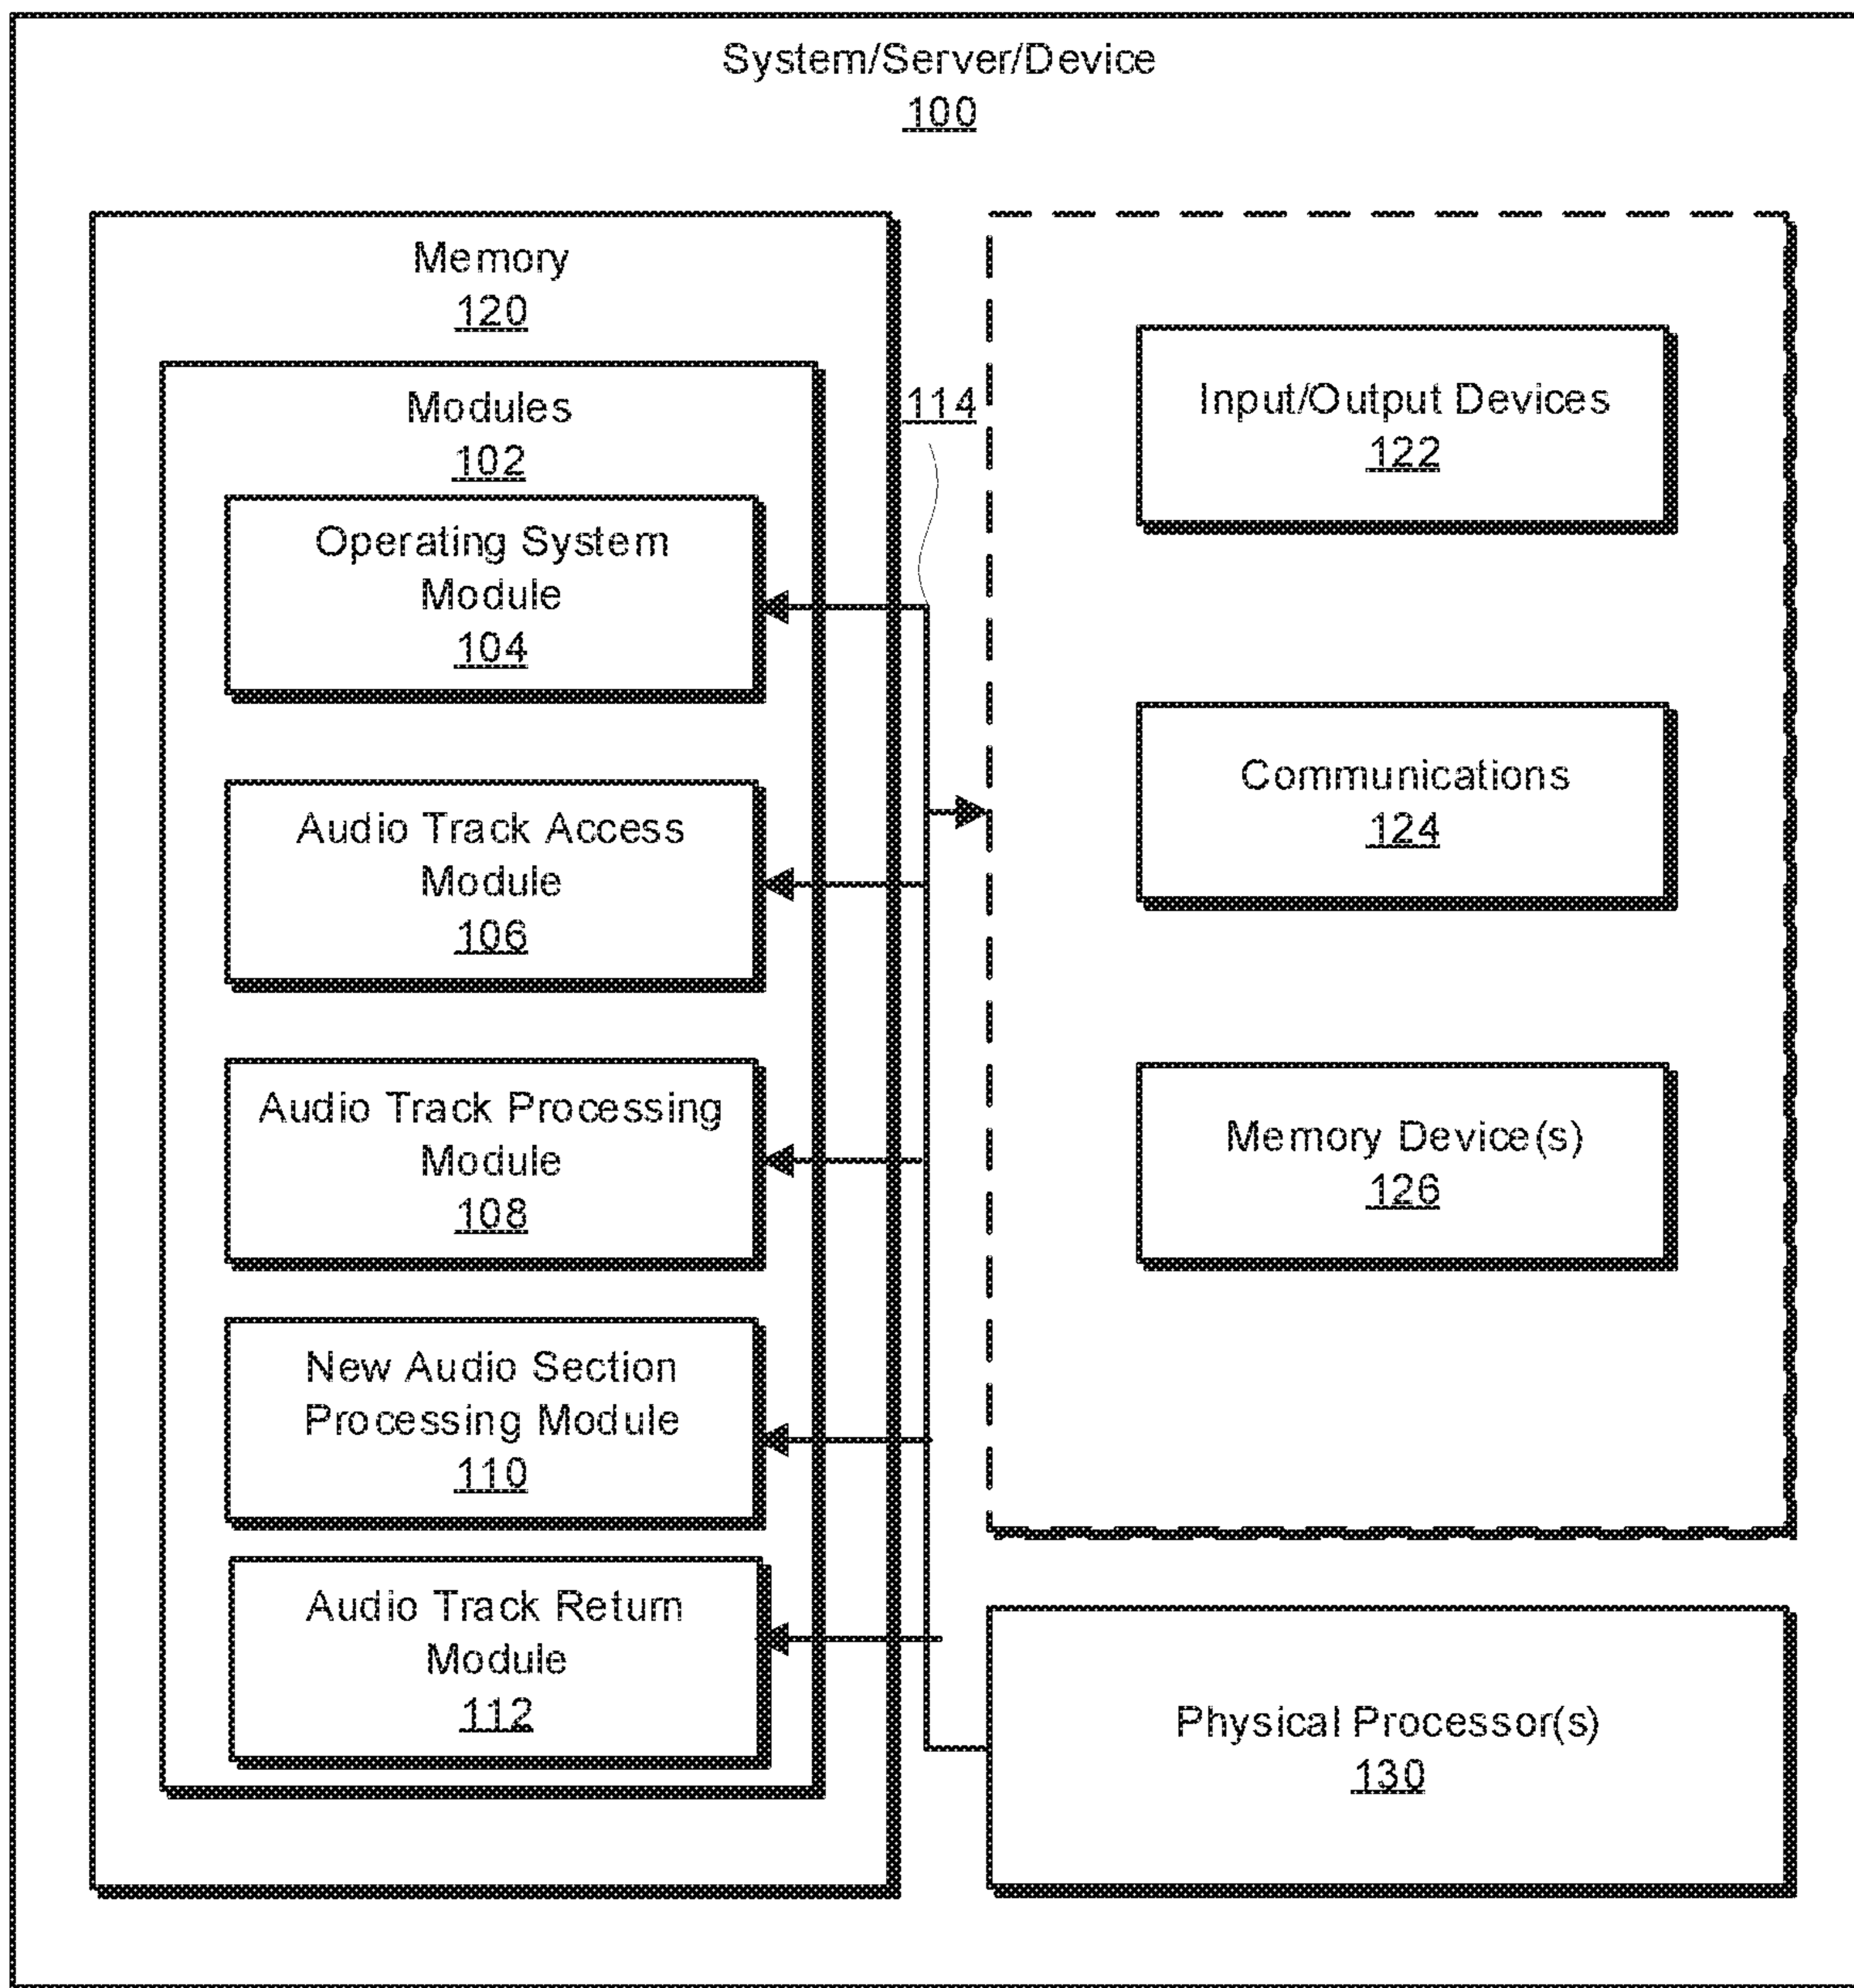 System/Server/Device
100
Memory
120
Modules
102
Operating System
Module
104
Audio Track Access
Module
106
Audio Track Processing
Module
108
New Audio Section
Processing Module
110
Audio Track Return
Module
112
114
Input/Output Devices
122
Communications
124
Memory Device(s)
126
Physical Processor(s)
130